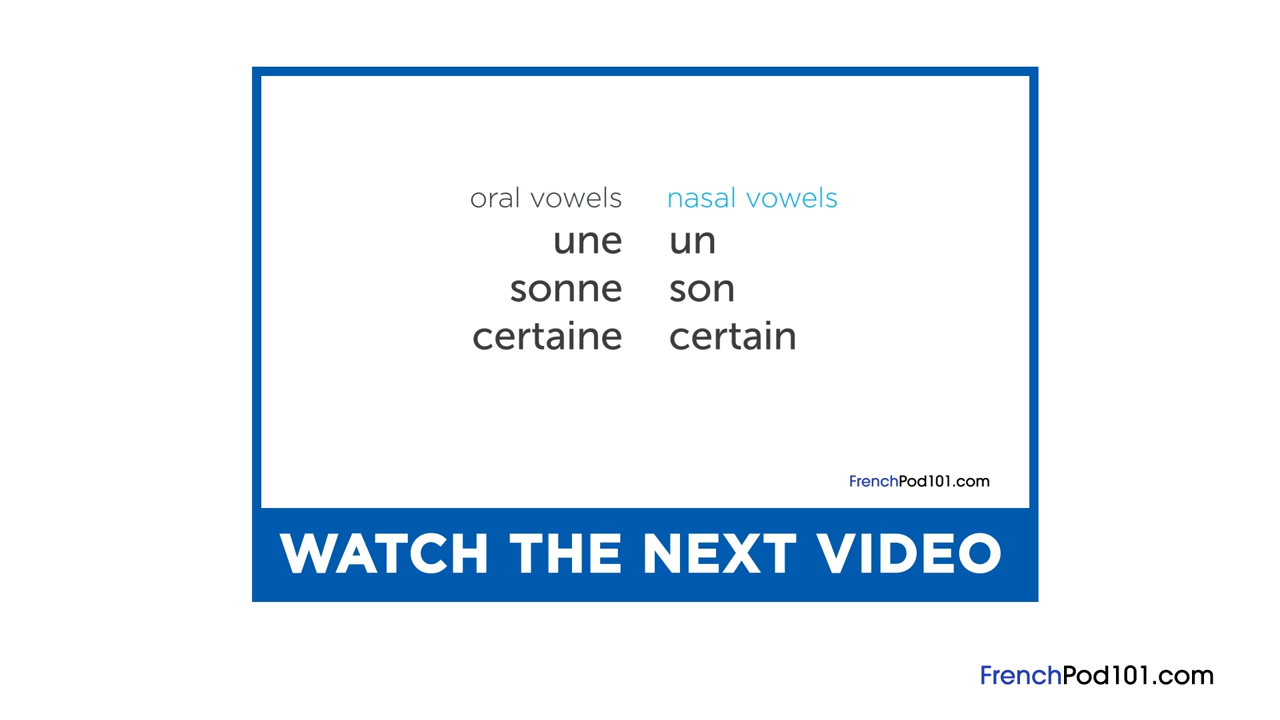 oral vowels nasal vowels
une un
sonne son
certaine certain
FrenchPod101.com
WATCH THE NEXT VIDEO
FrenchPod101.com